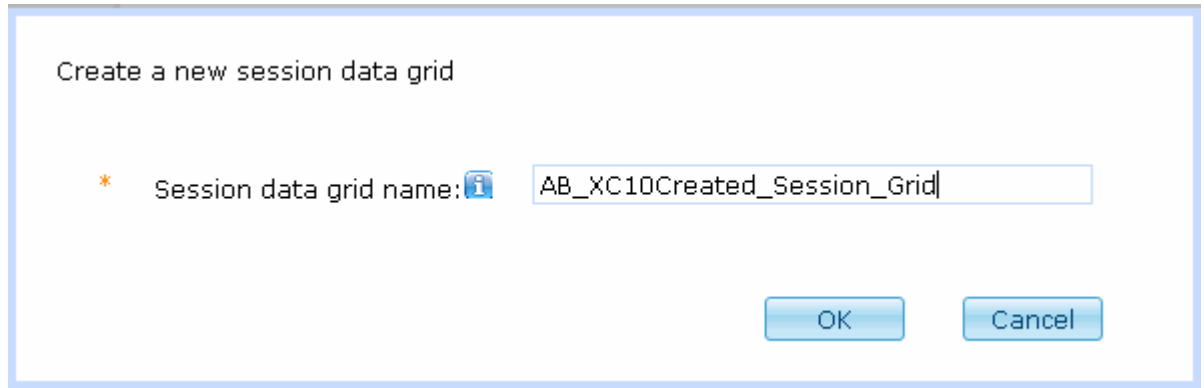 Create a new session data grid
* Session data grid name: i AB_XC10Created_Session_Grid
OK Cancel